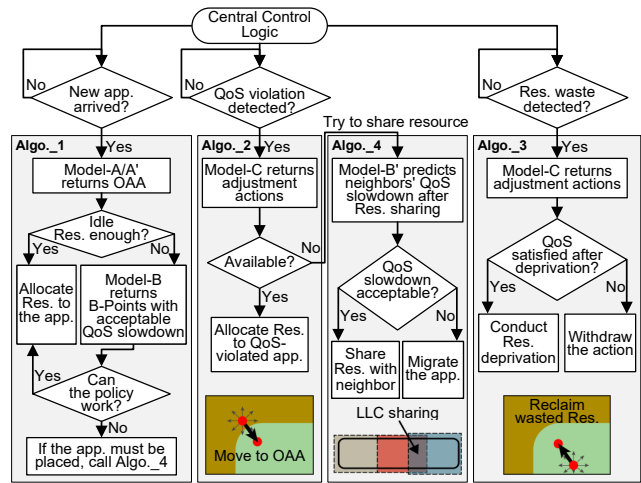 Central Control
Logic
No
New app.
arrived?
Yes
No
QoS violation
detected?
Yes
Try to share resource
No
Res. waste
detected?
Yes
Algo._1
Model-A/A'
returns OAA
Idle
Res. enough?
Yes
No
Allocate
Res. to
the app.
Model-B
returns
B-Points with
acceptable
QoS slowdown
Yes
Can
the policy
work?
No
If the app. must be
placed, call Algo._4
Algo._2
Model-C returns
adjustment
actions
Available?
No
Yes
Allocate Res.
to QoS-
violated app.
Move to OAA
Algo._4
Model-B' predicts
neighbors' QoS
slowdown after
Res. sharing
QoS
slowdown
acceptable?
Yes
No
Share
Res. with
neighbor
Migrate
the app.
LLC sharing
Algo._3
Model-C returns
adjustment
actions
QoS
satisfied after
deprivation?
Yes
No
Conduct
Res.
deprivation
Withdraw
the action
Reclaim
wasted Res.